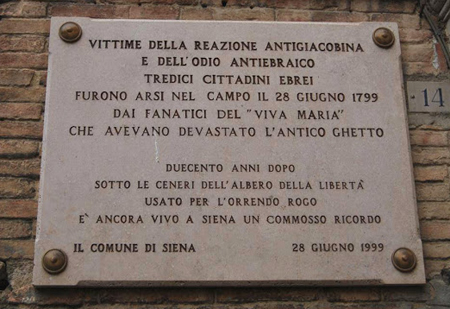 VITTIME DELLA REAZIONE ANTIGIACOBINA
E DELL'ODIO ANTIEBRAICO
TREDICI CITTADINI EBREI
FURONO ARSI NEL CAMPO IL 28 GIUGNO 1799
DAI FANATICI DEL "VIVA MARIA"
CHE AVEVANO DEVASTATO L'ANTICO GHETTO
DUECENTO ANNI DOPO
SOTTO LE CENERI DELL'ALBERO DELLA LIBERTA'
USATO PER L'ORRENDO ROGO
E' ANCORA VIVO A SIENA UN COMMOSSO RICORDO
IL COMUNE DI SIENA 28 GIUGNO 1999
14